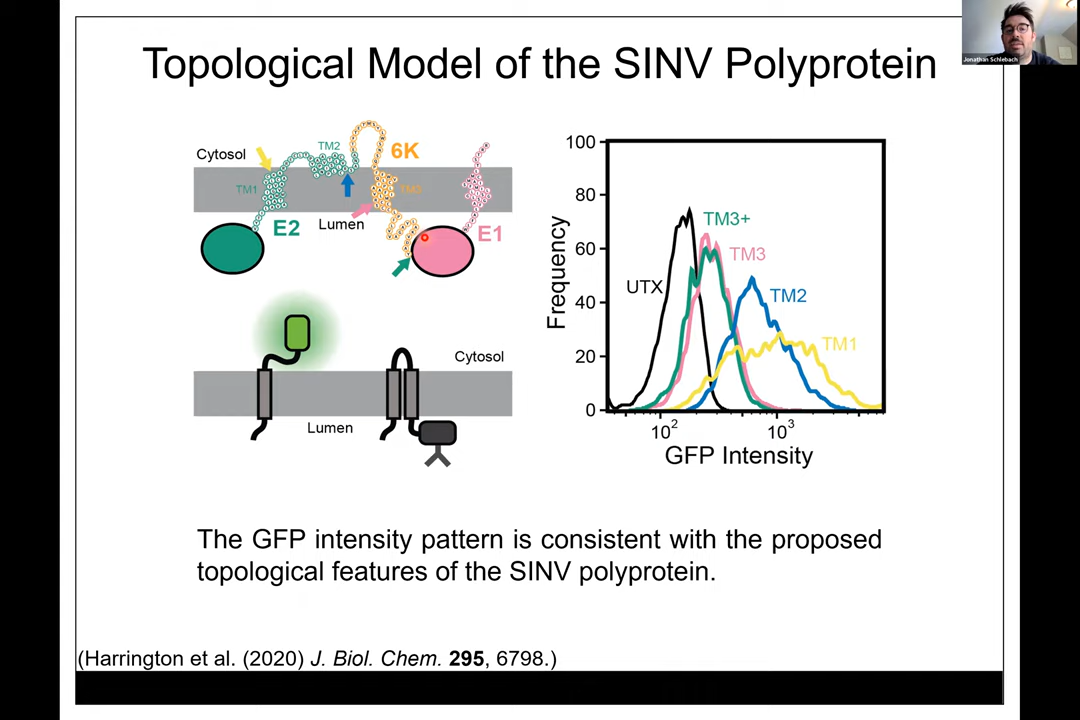 Jonathan Schlebach
Topological Model of the SINV Polyprotein
Cytosol
TM2
6K
TM1
TM3
E2
Lumen
E1
Cytosol
Lumen
Frequency
100
80
60
40
20
0
UTX
TM3+
TM3
TM2
TM1
10²
10³
GFP Intensity
The GFP intensity pattern is consistent with the proposed
topological features of the SINV polyprotein.
(Harrington et al. (2020) J. Biol. Chem. 295, 6798.)